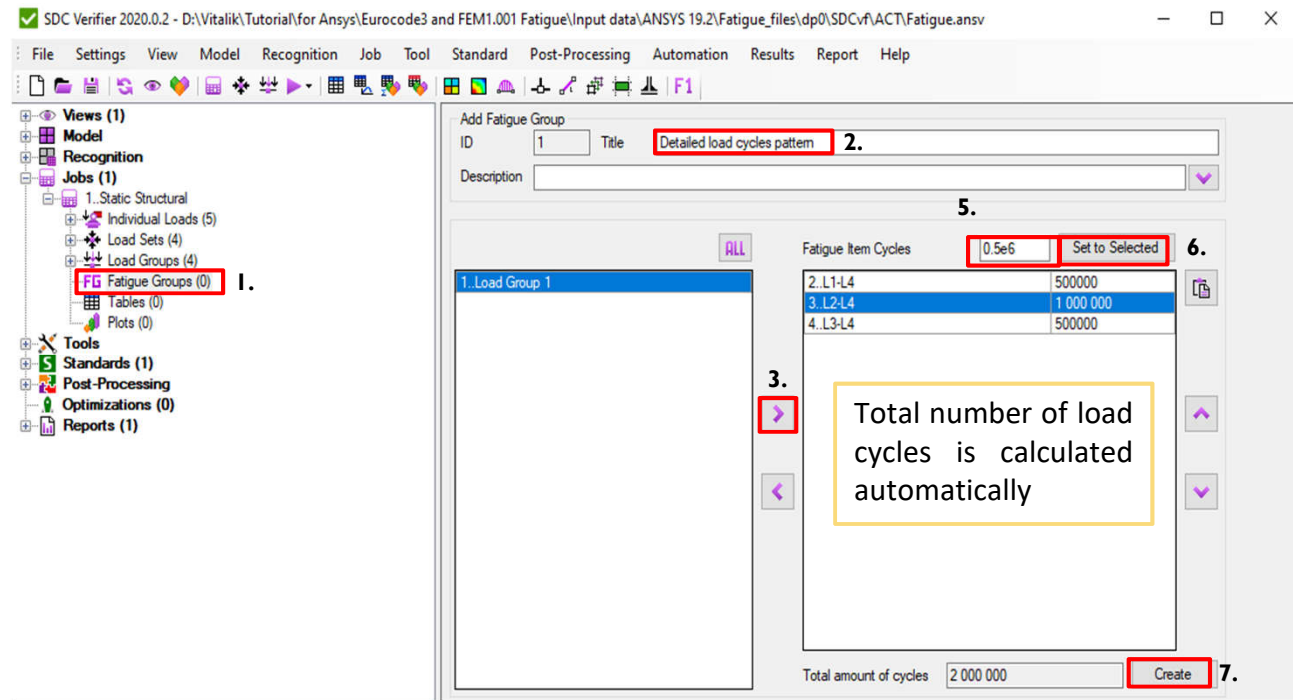 SDC Verifier 2020.0.2 - D:\Vitalik\Tutorial\for Ansys\Eurocode3 and FEM1.001 Fatigue\Input data\ANSYS 19.2\Fatigue_files\dp0\SDCvf\ACT\Fatigue.ansv
File Settings View Model Recognition Job Tool Standard Post-Processing Automation Results Report Help
F1
Views (1)
Model
Recognition
Jobs (1)
1..Static Structural
Individual Loads (5)
Load Sets (4)
Load Groups (4)
FG Fatigue Groups (0) 1.
Tables (0)
Plots (0)
Tools
S Standards (1)
Post-Processing
Optimizations (0)
Reports (1)
Add Fatigue Group
ID 1 Title Detailed load cycles pattern 2.
Description
5.
ALL Fatigue Item Cycles 0.5e6 Set to Selected 6.
1..Load Group 1
2..L1-L4 500000
3..L2-L4 1 000 000
4..L3-L4 500000
3.
Total number of load
cycles is calculated
automatically
Total amount of cycles 2 000 000 Create 7.